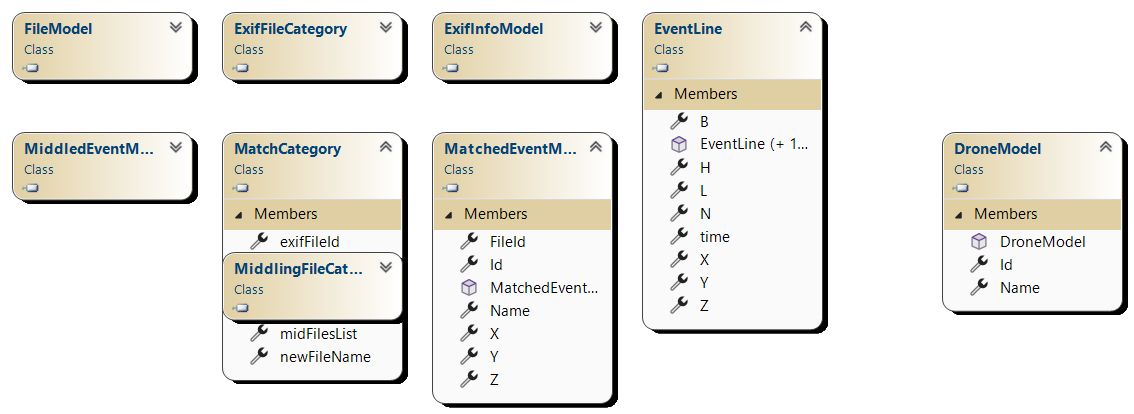 FileModel
Class
ExifFileCategory
Class
ExifInfoModel
Class
EventLine
Class
Members
B
EventLine (+ 1...
H
L
N
time
X
Y
Z
MiddledEventM...
Class
MatchCategory
Class
Members
exifFileId
MiddlingFileCat...
Class
midFilesList
newFileName
MatchedEventM...
Class
Members
FileId
Id
MatchedEvent...
Name
X
Y
Z
DroneModel
Class
Members
DroneModel
Id
Name